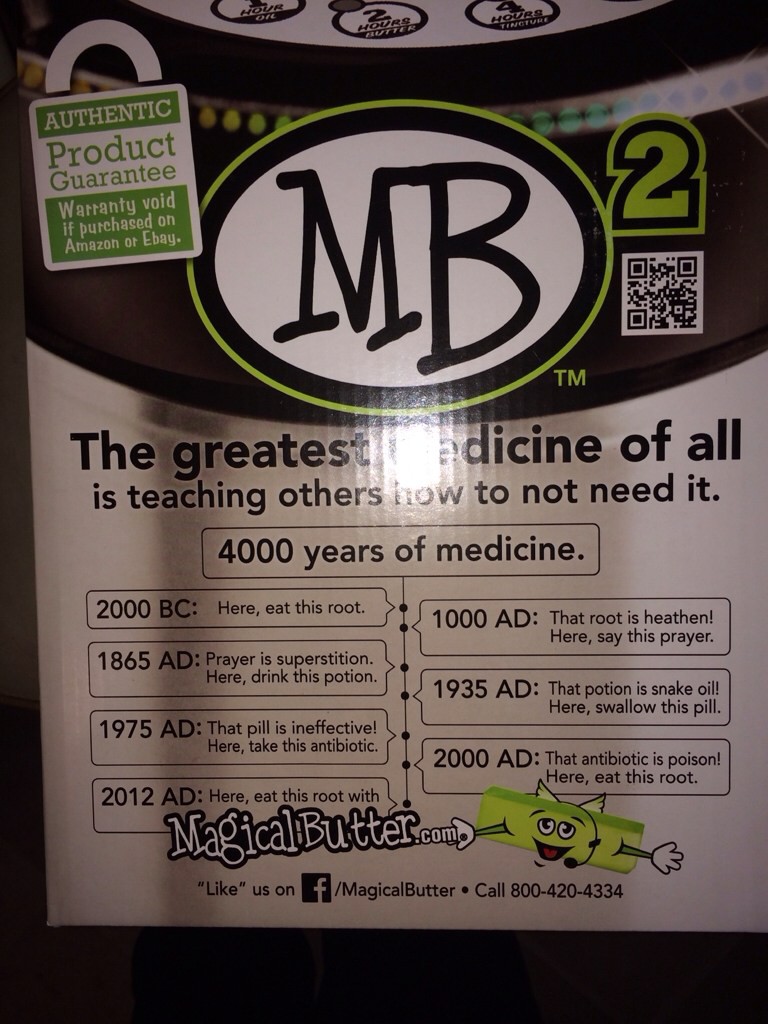 1
HOUR
OIL
2
HOURS
BUTTER
4
HOURS
TINCTURE
AUTHENTIC
Product
Guarantee
Warranty void
if purchased on
Amazon or Ebay.
MB
2
TM
The greatest medicine of all
is teaching others how to not need it.
4000 years of medicine.
2000 BC: Here, eat this root.
1000 AD: That root is heathen!
Here, say this prayer.
1865 AD: Prayer is superstition.
Here, drink this potion.
1935 AD: That potion is snake oil!
Here, swallow this pill.
1975 AD: That pill is ineffective!
Here, take this antibiotic.
2000 AD: That antibiotic is poison!
Here, eat this root.
2012 AD: Here, eat this root with
MagicalButter.com
"Like" us on f/MagicalButter • Call 800-420-4334